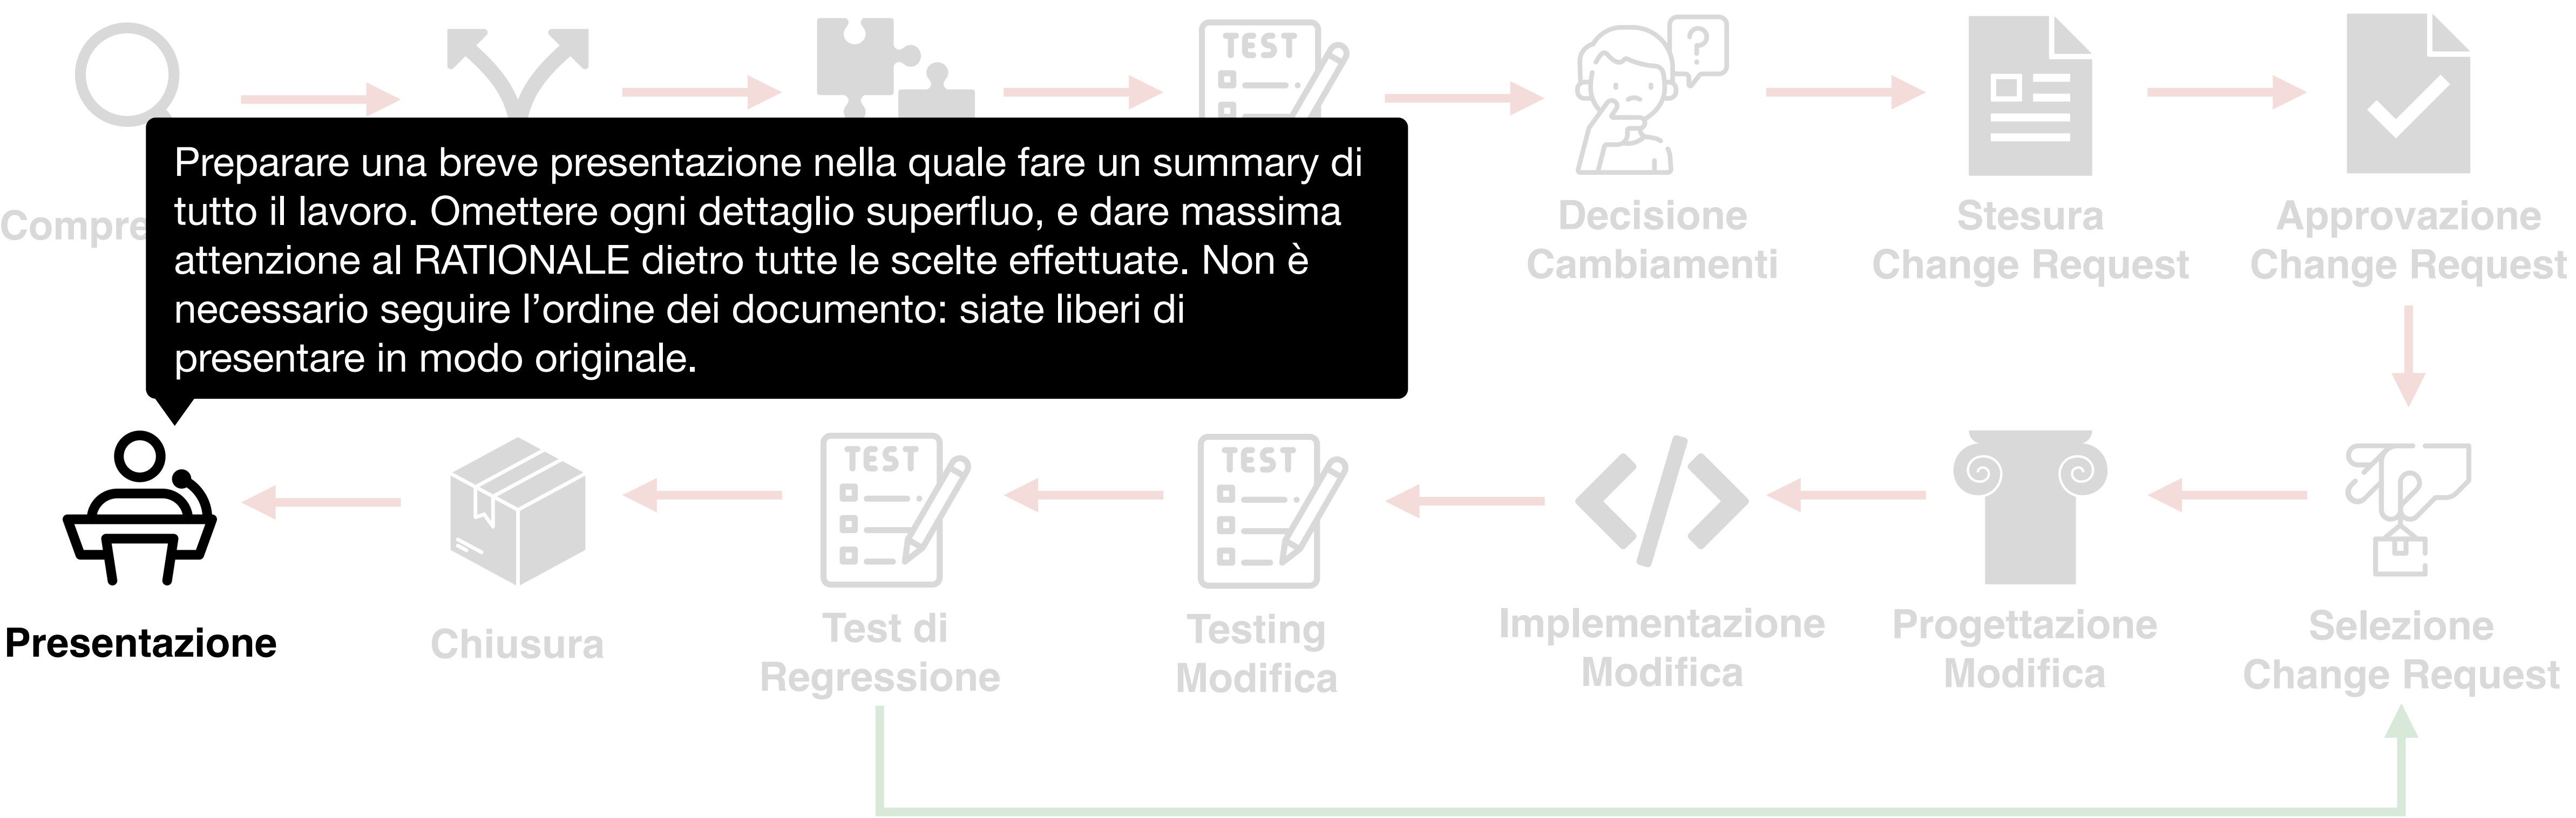 TEST
?
Preparare una breve presentazione nella quale fare un summary di
tutto il lavoro. Omettere ogni dettaglio superfluo, e dare massima
attenzione al RATIONALE dietro tutte le scelte effettuate. Non è
necessario seguire l’ordine dei documento: siate liberi di
presentare in modo originale.
Compre
Decisione
Cambiamenti
Stesura
Change Request
Approvazione
Change Request
TEST
TEST
Presentazione
Chiusura
Test di
Regressione
Testing
Modifica
Implementazione
Modifica
Progettazione
Modifica
Selezione
Change Request